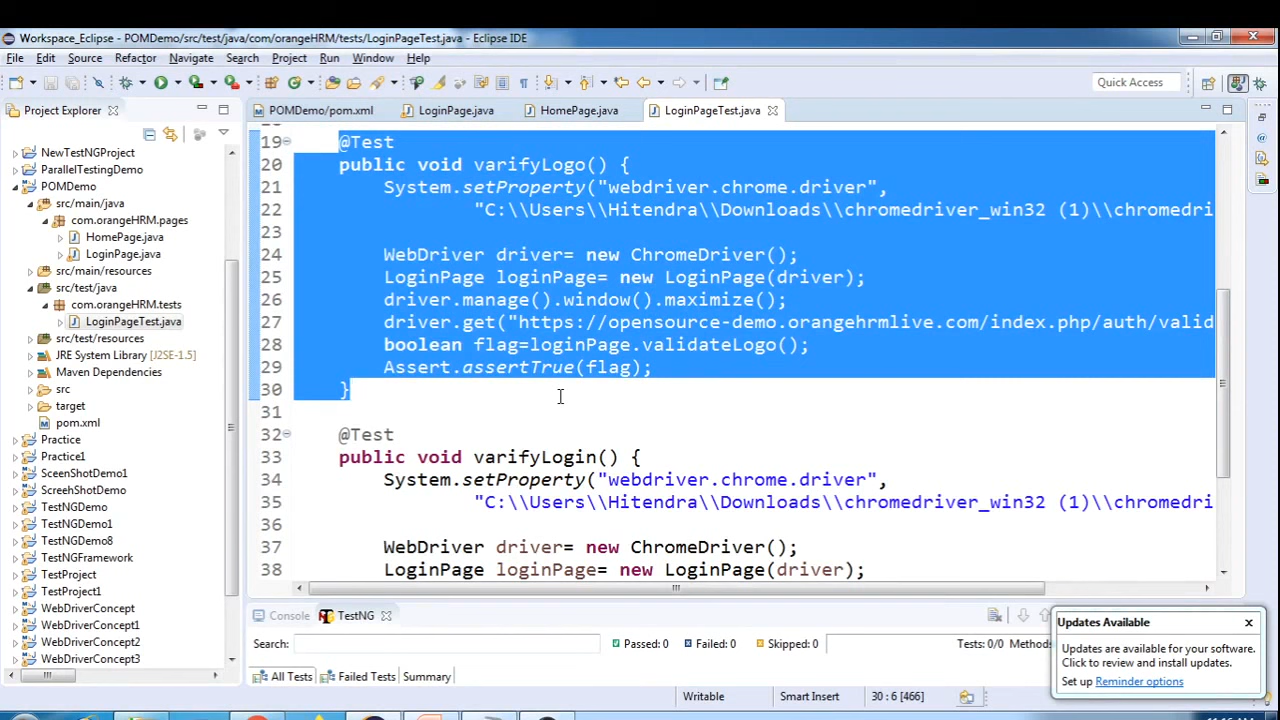 Workspace_Eclipse - POMDemo/src/test/java/com/orangeHRM/tests/LoginPageTest.java - Eclipse IDE
File Edit Source Refactor Navigate Search Project Run Window Help
Quick Access
Project Explorer
POMDemo/pom.xml LoginPage.java HomePage.java LoginPageTest.java
NewTestNGProject
ParallelTestingDemo
POMDemo
src/main/java
com.orangeHRM.pages
HomePage.java
LoginPage.java
src/main/resources
src/test/java
com.orangeHRM.tests
LoginPageTest.java
src/test/resources
JRE System Library [J2SE-1.5]
Maven Dependencies
src
target
pom.xml
Practice
Practice1
SceenShotDemo1
ScreehShotDemo
TestNGDemo
TestNGDemo1
TestNGDemo8
TestNGFramework
TestProject
TestProject1
WebDriverConcept
WebDriverConcept1
WebDriverConcept2
WebDriverConcept3
19 @Test
20 public void varifyLogo() {
21 System.setProperty("webdriver.chrome.driver",
22 "C:\\Users\\Hitendra\\Downloads\\chromedriver_win32 (1)\\chromedri
23
24 WebDriver driver= new ChromeDriver();
25 LoginPage loginPage= new LoginPage(driver);
26 driver.manage().window().maximize();
27 driver.get("https://opensource-demo.orangehrmlive.com/index.php/auth/valid
28 boolean flag=loginPage.validateLogo();
29 Assert.assertTrue(flag);
30 }
31
32 @Test
33 public void varifyLogin() {
34 System.setProperty("webdriver.chrome.driver",
35 "C:\\Users\\Hitendra\\Downloads\\chromedriver_win32 (1)\\chromedri
36
37 WebDriver driver= new ChromeDriver();
38 LoginPage loginPage= new LoginPage(driver);
Console TestNG
Search: Passed: 0 Failed: 0 Skipped: 0 Tests: 0/0 Method
All Tests Failed Tests Summary
Updates Available
Updates are available for your software.
Click to review and install updates.
Set up Reminder options
Writable Smart Insert 30 : 6 [466]